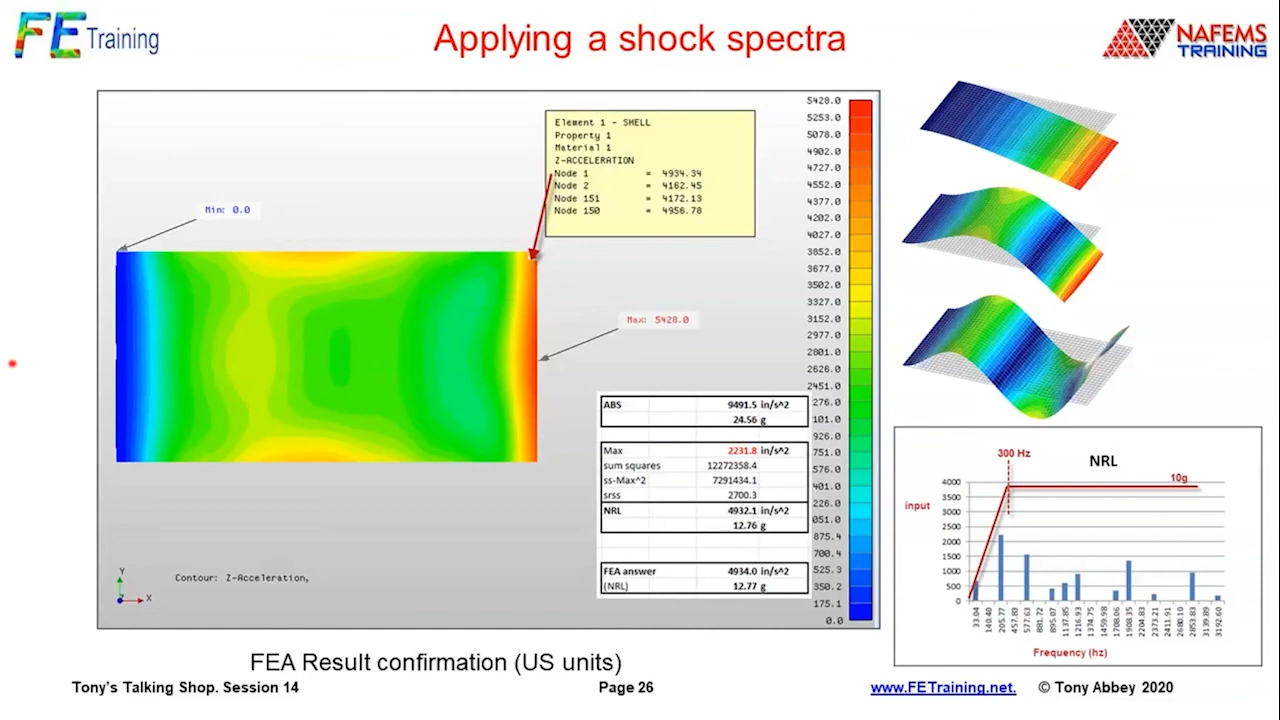 FE Training
Applying a shock spectra
NAFEMS
TRAINING
Element 1 - SHELL
Property 1
Material 1
Z-ACCELERATION
Node 1 = 4934.34
Node 2 = 4162.45
Node 151 = 4172.13
Node 150 = 4956.78
Min: 0.0
Max: 5428.0
5428.0
5253.0
5078.0
4902.0
4727.0
4552.0
4377.0
4202.0
4027.0
3852.0
3677.0
3502.0
3327.0
3152.0
2977.0
2801.0
2626.0
2451.0
276.0
101.0
926.0
751.0
576.0
401.0
226.0
051.0
875.4
700.4
525.3
350.2
175.1
0.0
ABS 9491.5 in/s^2
24.56 g
Max 2231.8 in/s^2
sum squares 12272358.4
ss-Max^2 7291434.1
srss 2700.3
NRL 4932.1 in/s^2
12.76 g
FEA answer 4934.0 in/s^2
(NRL) 12.77 g
Y
Z X
Contour: Z-Acceleration,
300 Hz
NRL
10g
input
4000
3500
3000
2500
2000
1500
1000
500
0
33.04
140.40
205.77
457.83
577.63
881.72
895.07
1137.85
1216.93
1374.75
1459.98
1708.06
1908.35
2204.83
2373.21
2411.91
2680.10
2853.83
3139.89
3192.60
Frequency (hz)
FEA Result confirmation (US units)
Tony's Talking Shop. Session 14
Page 26
www.FETraining.net. © Tony Abbey 2020